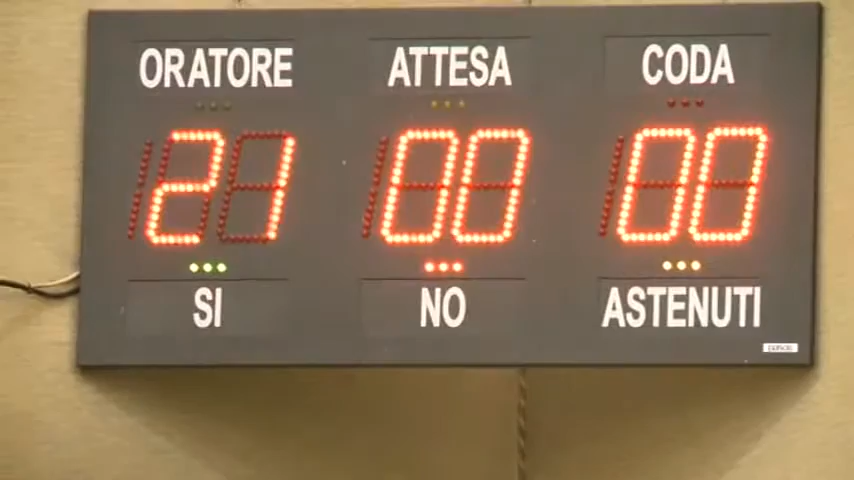 ORATORE ATTESA CODA
21 00 00
SI NO ASTENUTI